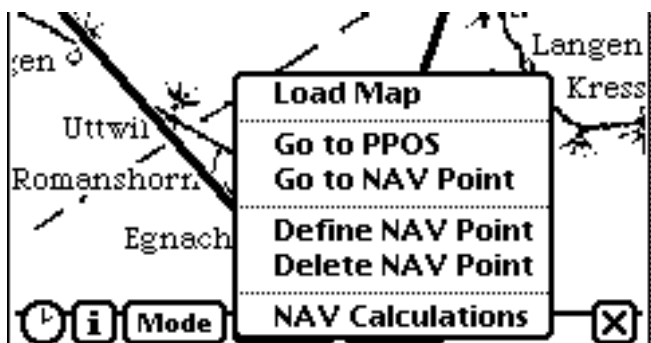 gen
Langen
Load Map
Kress
Uttwil
Go to PPOS
Romanshorn
Go to NAV Point
Egnach
Define NAV Point
Delete NAV Point
i
Mode
NAV Calculations